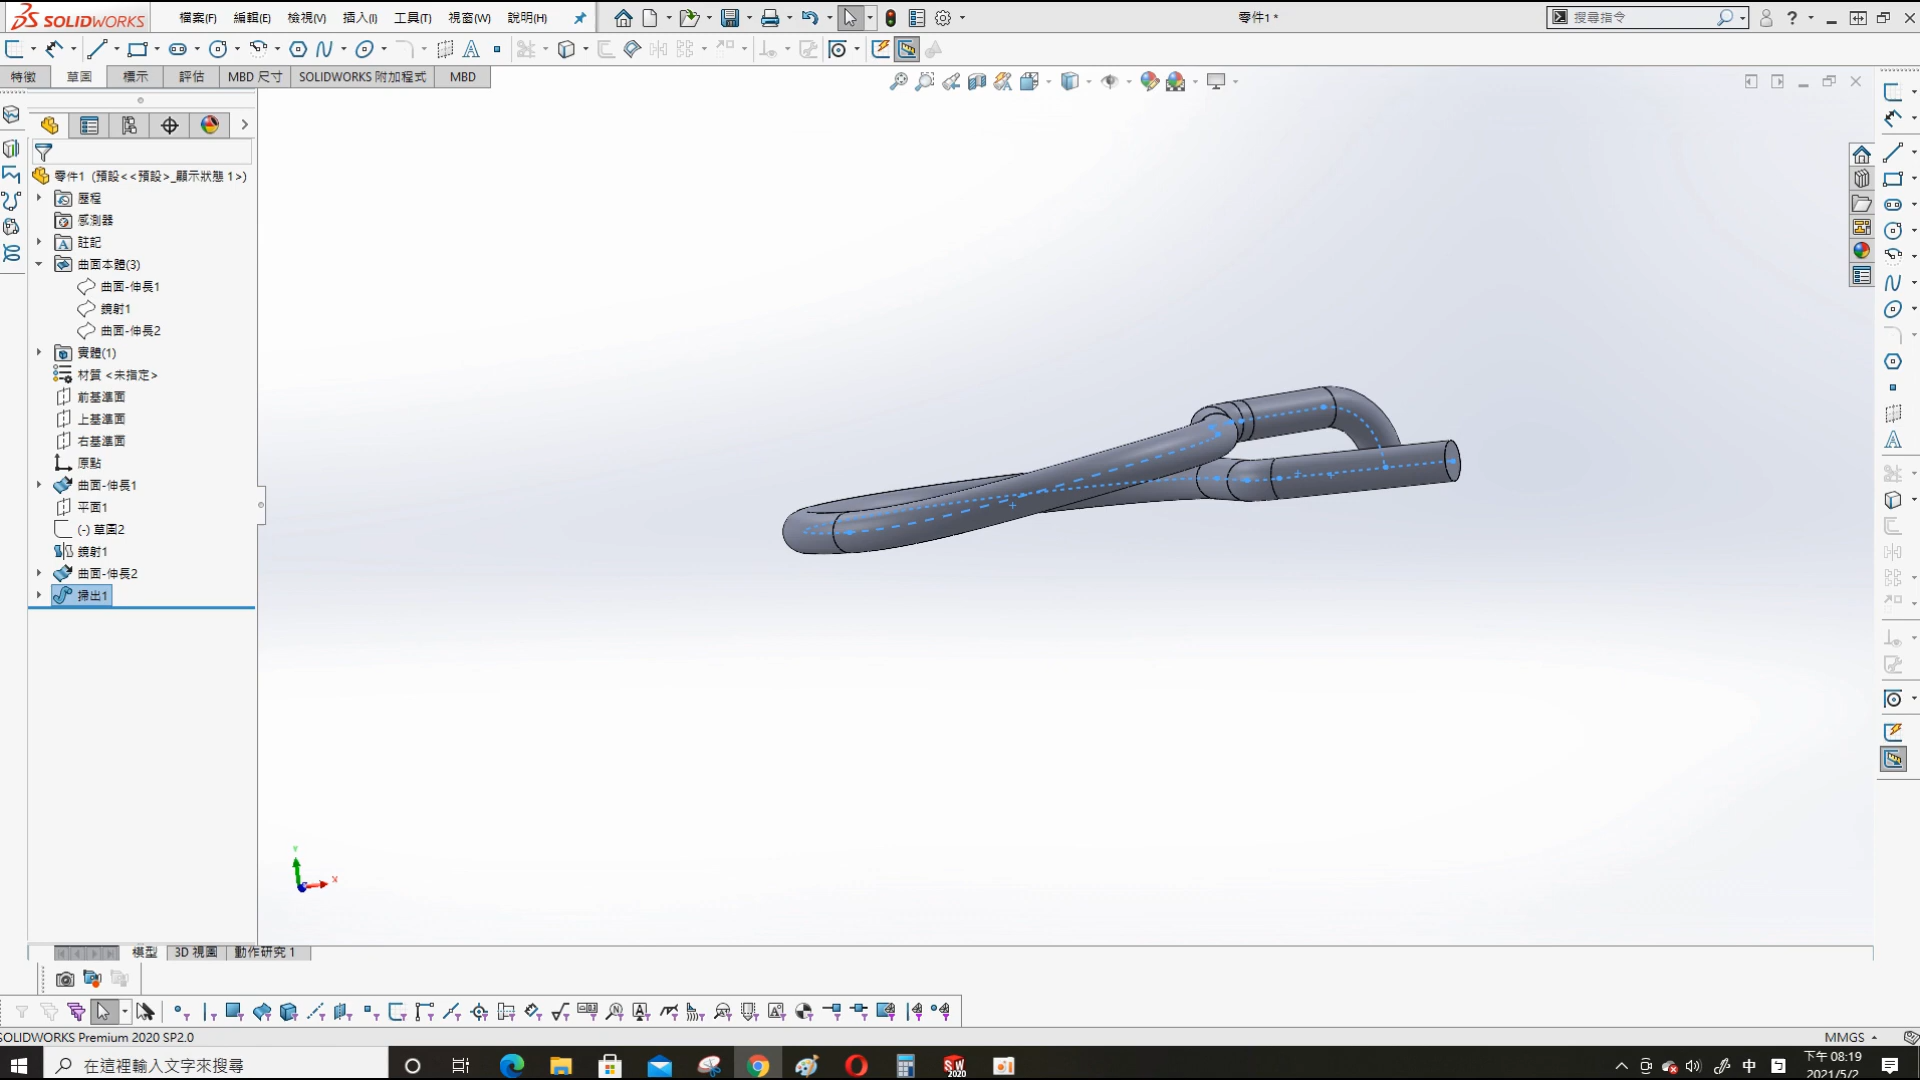 SOLIDWORKS 檔案(F) 編輯(E) 檢視(V) 插入(I) 工具(T) 視窗(W) 說明(H) 零件1 * 搜尋指令
特徵 草圖 標示 評估 MBD 尺寸 SOLIDWORKS 附加程式 MBD
零件1 (預設<<預設>_顯示狀態 1>)
歷程
感測器
註記
曲面本體(3)
曲面-伸長1
鏡射1
曲面-伸長2
實體(1)
材質 <未指定>
前基準面
上基準面
右基準面
原點
曲面-伸長1
平面1
(-) 草圖2
鏡射1
曲面-伸長2
掃出1
Y
X
模型 3D 視圖 動作研究 1
SOLIDWORKS Premium 2020 SP2.0 MMGS
在這裡輸入文字來搜尋 SW 2020 中 下午 08:19
2021/5/2